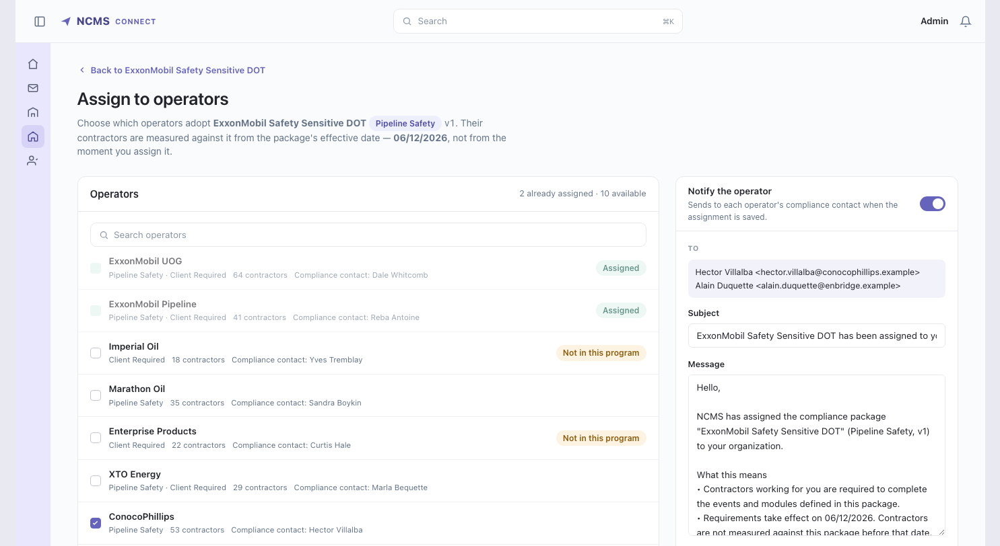 NCMS CONNECT
Search
⌘K
Admin
Back to ExxonMobil Safety Sensitive DOT
Assign to operators
Choose which operators adopt ExxonMobil Safety Sensitive DOT Pipeline Safety v1. Their
contractors are measured against it from the package's effective date — 06/12/2026, not from the
moment you assign it.
Operators
2 already assigned · 10 available
Search operators
ExxonMobil UOG
Pipeline Safety · Client Required 64 contractors Compliance contact: Dale Whitcomb
Assigned
ExxonMobil Pipeline
Pipeline Safety · Client Required 41 contractors Compliance contact: Reba Antoine
Assigned
Imperial Oil
Client Required 18 contractors Compliance contact: Yves Tremblay
Not in this program
Marathon Oil
Pipeline Safety 35 contractors Compliance contact: Sandra Boykin
Enterprise Products
Client Required 22 contractors Compliance contact: Curtis Hale
Not in this program
XTO Energy
Pipeline Safety · Client Required 29 contractors Compliance contact: Marla Bequette
ConocoPhillips
Pipeline Safety 53 contractors Compliance contact: Hector Villalba
Notify the operator
Sends to each operator's compliance contact when the
assignment is saved.
TO
Hector Villalba <hector.villalba@conocophillips.example>
Alain Duquette <alain.duquette@enbridge.example>
Subject
ExxonMobil Safety Sensitive DOT has been assigned to
Message
Hello,
NCMS has assigned the compliance package
"ExxonMobil Safety Sensitive DOT" (Pipeline Safety, v1)
to your organization.
What this means
• Contractors working for you are required to complete
the events and modules defined in this package.
• Requirements take effect on 06/12/2026. Contractors
are not measured against this package before that date.